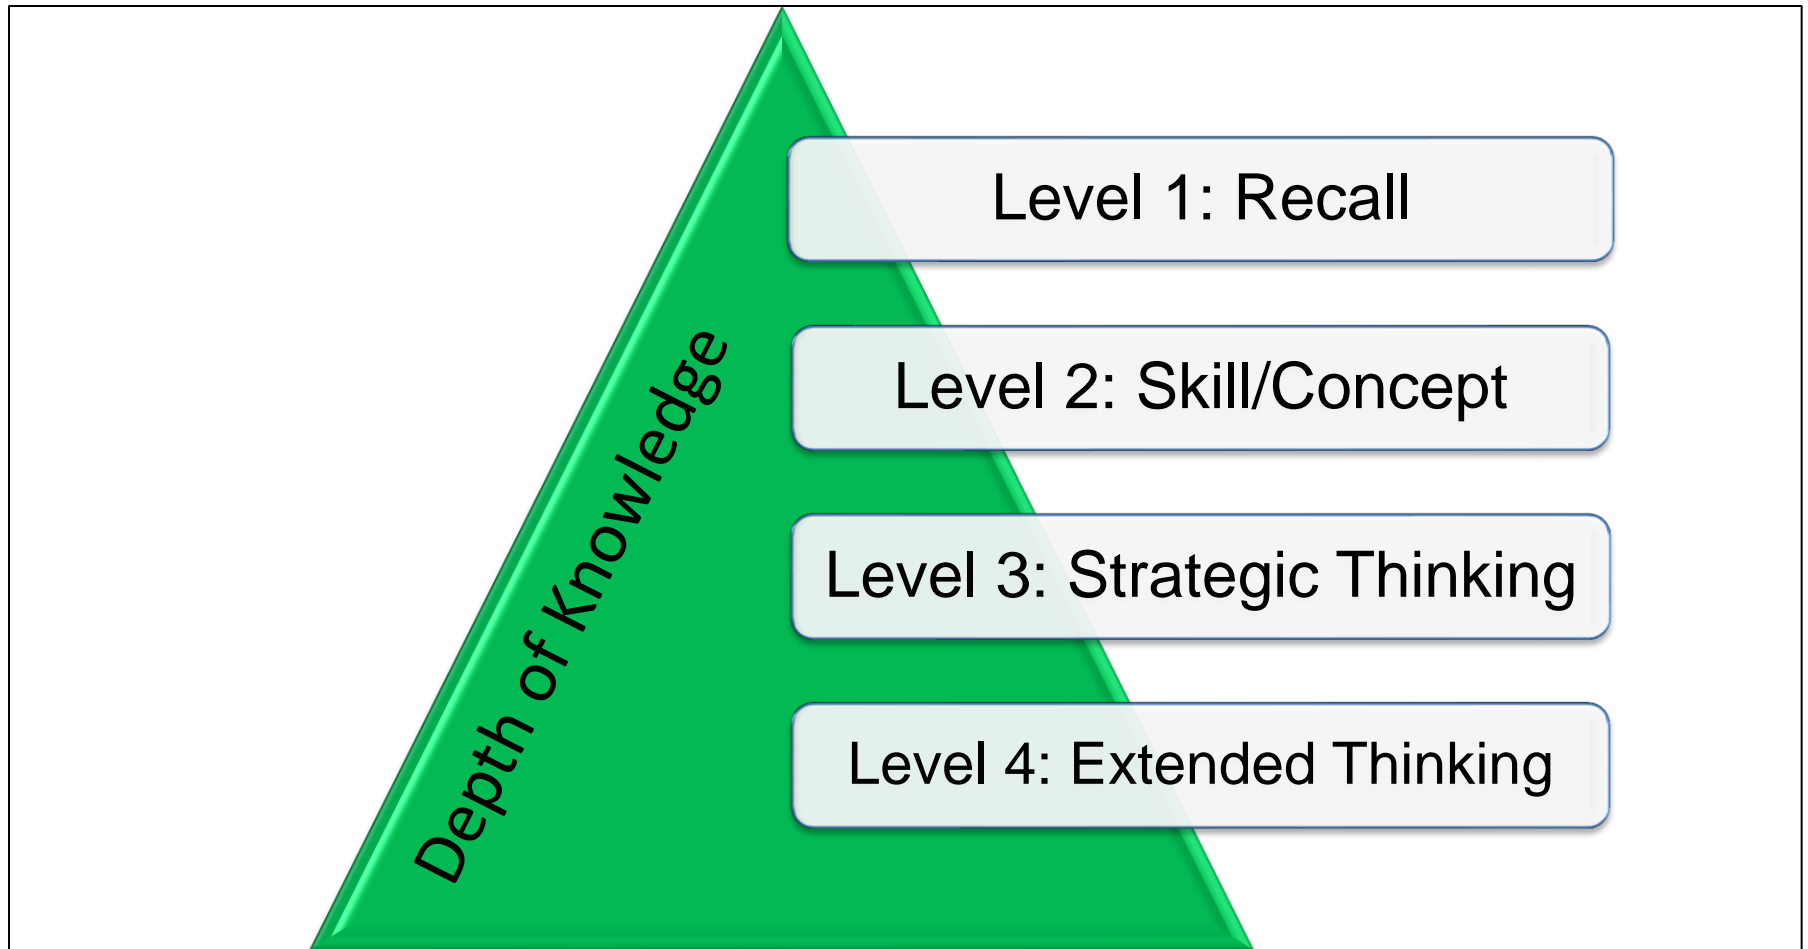 Level 1: Recall
Level 2: Skill/Concept
Level 3: Strategic Thinking
Level 4: Extended Thinking
Depth of Knowledge